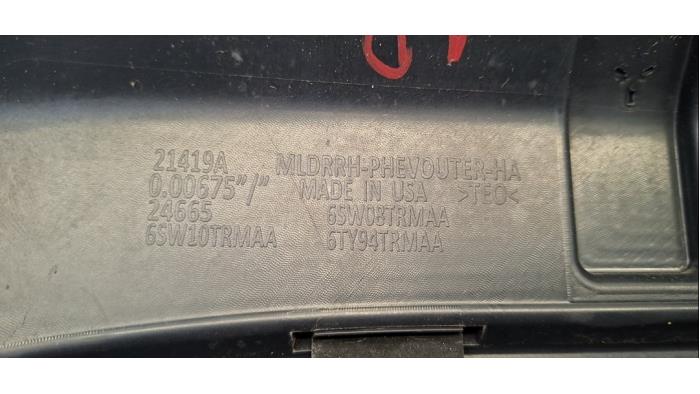 21419A MLDRRH-PHEVOUTER-HA
0.00675"/" MADE IN USA >TEO<
24665 6SW08TRMAA
6SW10TRMAA 6TY94TRMAA